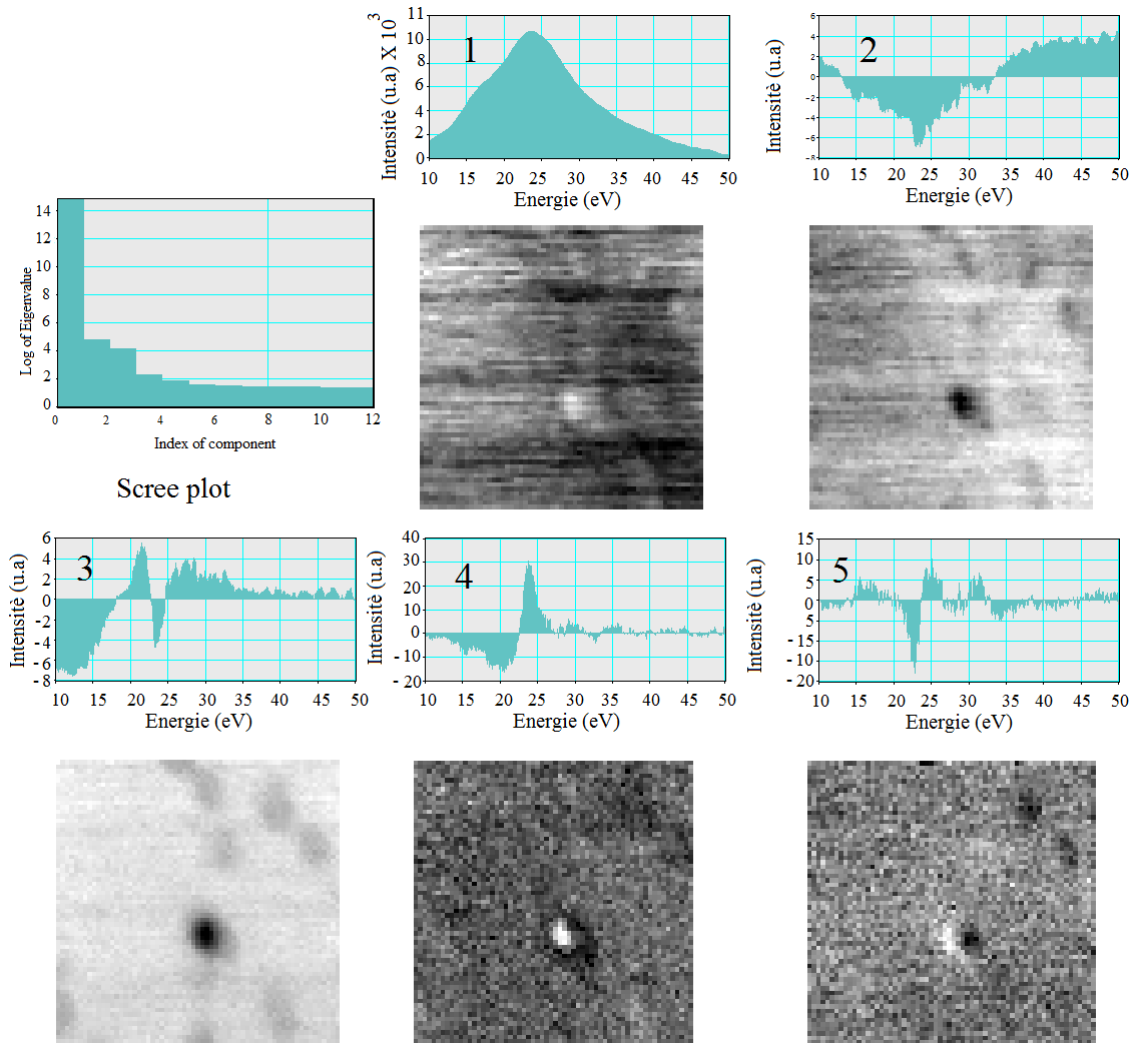 Intensitè (u.a) X 10 3
11
10
8
6
4
2
0
1
10 15 20 25 30 35 40 45 50
Energie (eV)
Intensitè (u.a)
6
4
2
0
-2
-4
-6
-8
2
10 15 20 25 30 35 40 45 50
Energie (eV)
Log of Eigenvalue
14
12
10
8
6
4
2
0
0 2 4 6 8 10 12
Index of component
Scree plot
Intensitè (u.a)
6
4
2
0
-2
-4
-6
-8
3
10 15 20 25 30 35 40 45 50
Energie (eV)
Intensitè (u.a)
40
30
20
10
0
-10
-20
4
10 15 20 25 30 35 40 45 50
Energie (eV)
Intensitè (u.a)
15
10
5
0
-15
-10
-20
5
10 15 20 25 30 35 40 45 50
Energie (eV)